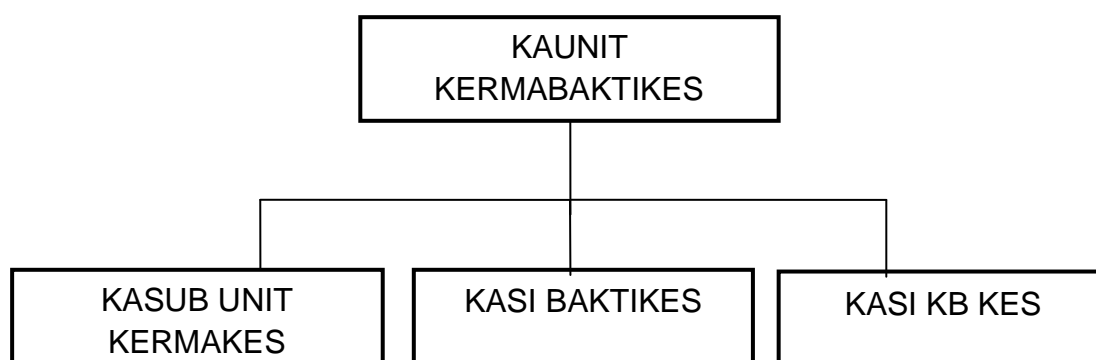 KAUNIT
KERMABAKTIKES
KASUB UNIT
KERMAKES
KASI BAKTIKES
KASI KB KES